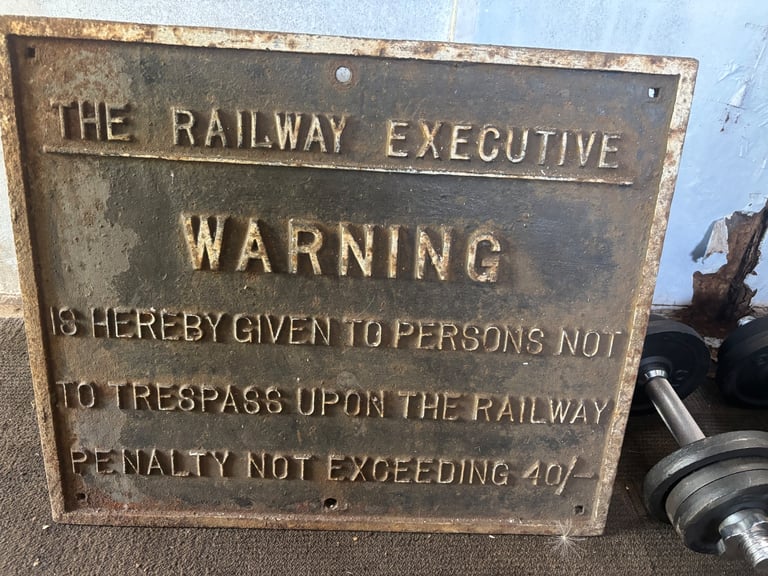 THE RAILWAY EXECUTIVE
WARNING
IS HEREBY GIVEN TO PERSONS NOT
TO TRESPASS UPON THE RAILWAY
PENALTY NOT EXCEEDING 40/-